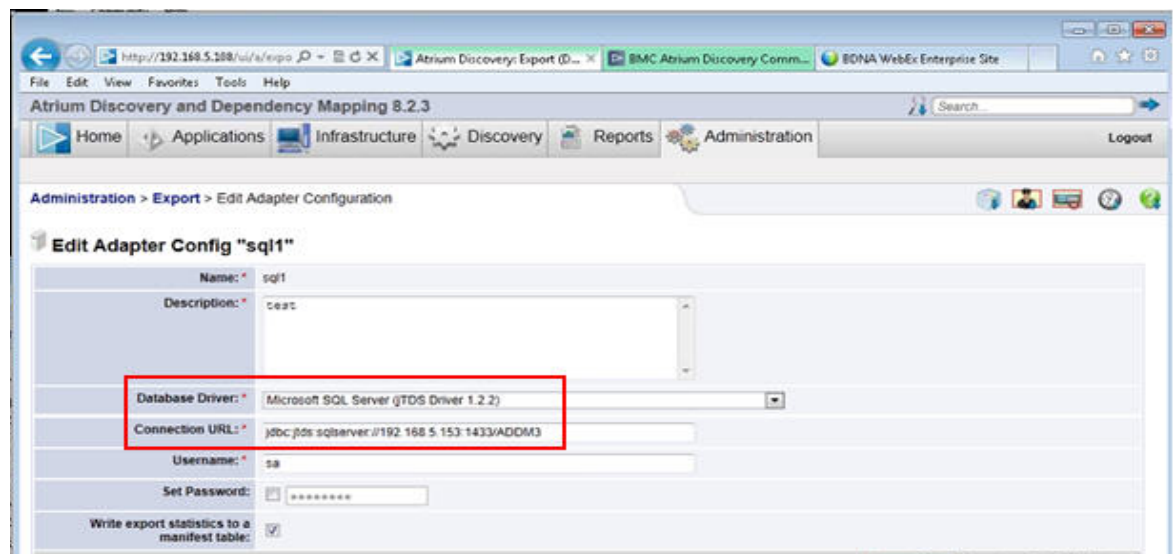 http://192.168.5.188/ui/a/expo
Atrium Discovery: Export (D...
BMC Atrium Discovery Comm...
BDNA WebEx Enterprise Site
File Edit View Favorites Tools Help
Atrium Discovery and Dependency Mapping 8.2.3
Search...
Home Applications Infrastructure Discovery Reports Administration Logout
Administration > Export > Edit Adapter Configuration
Edit Adapter Config "sql1"
Name: * sql1
Description: * test
Database Driver: * Microsoft SQL Server (jTDS Driver 1.2.2)
Connection URL: * jdbc:jtds:sqlserver://192.168.5.153:1433/ADDM3
Username: * sa
Set Password: ********
Write export statistics to a
manifest table: